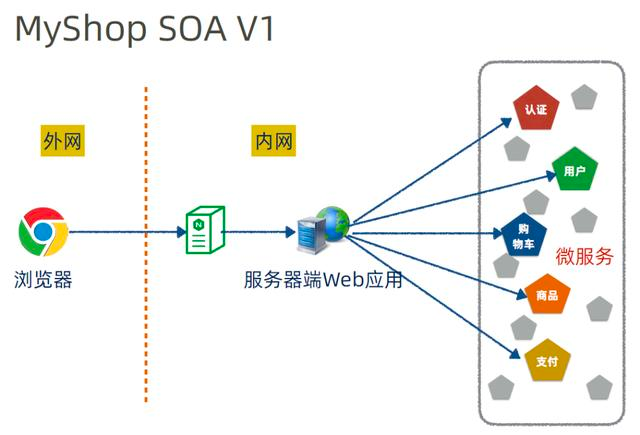 MyShop SOA V1
外网
内网
浏览器
N
服务器端Web应用
认证
用户
购
物车
微服务
商品
支付